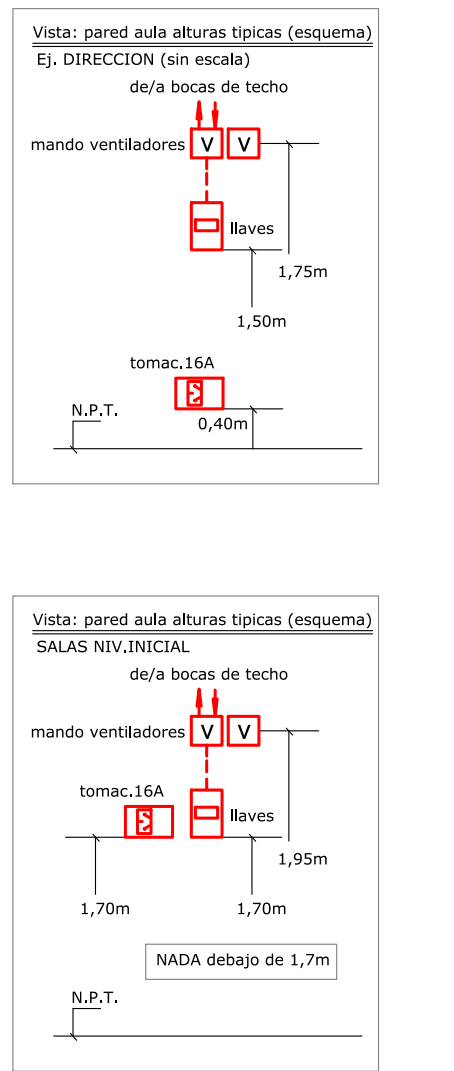 Vista: pared aula alturas tipicas (esquema)
Ej. DIRECCION (sin escala)
de/a bocas de techo
mando ventiladores V V
llaves
1,75m
1,50m
tomac.16A
N.P.T.
0,40m
Vista: pared aula alturas tipicas (esquema)
SALAS NIV.INICIAL
de/a bocas de techo
mando ventiladores V V
tomac.16A
llaves
1,95m
1,70m 1,70m
NADA debajo de 1,7m
N.P.T.